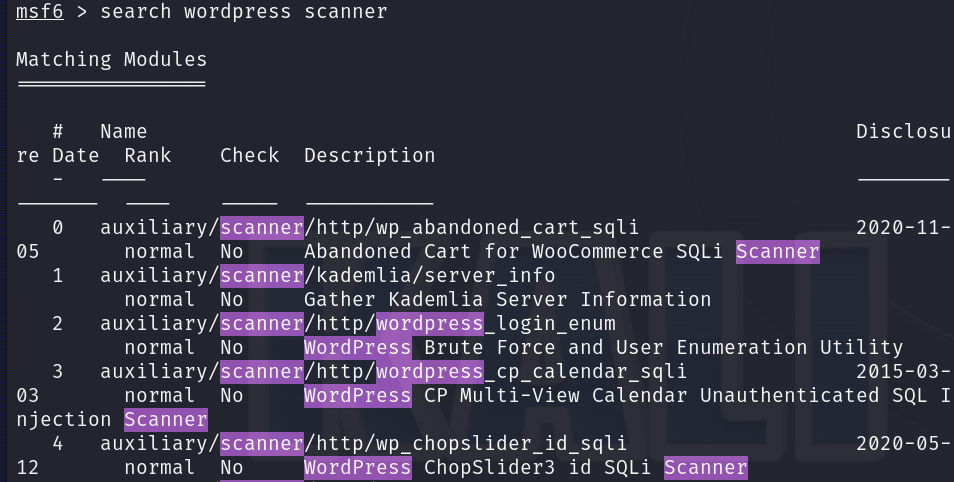 msf6 > search wordpress scanner
Matching Modules
================
# Name Disclosu
re Date Rank Check Description
- ---- --------
------- ---- ----- -----------
0 auxiliary/scanner/http/wp_abandoned_cart_sqli 2020-11-
05 normal No Abandoned Cart for WooCommerce SQLi Scanner
1 auxiliary/scanner/kademlia/server_info
normal No Gather Kademlia Server Information
2 auxiliary/scanner/http/wordpress_login_enum
normal No WordPress Brute Force and User Enumeration Utility
3 auxiliary/scanner/http/wordpress_cp_calendar_sqli 2015-03-
03 normal No WordPress CP Multi-View Calendar Unauthenticated SQL I
njection Scanner
4 auxiliary/scanner/http/wp_chopslider_id_sqli 2020-05-
12 normal No WordPress ChopSlider3 id SQLi Scanner